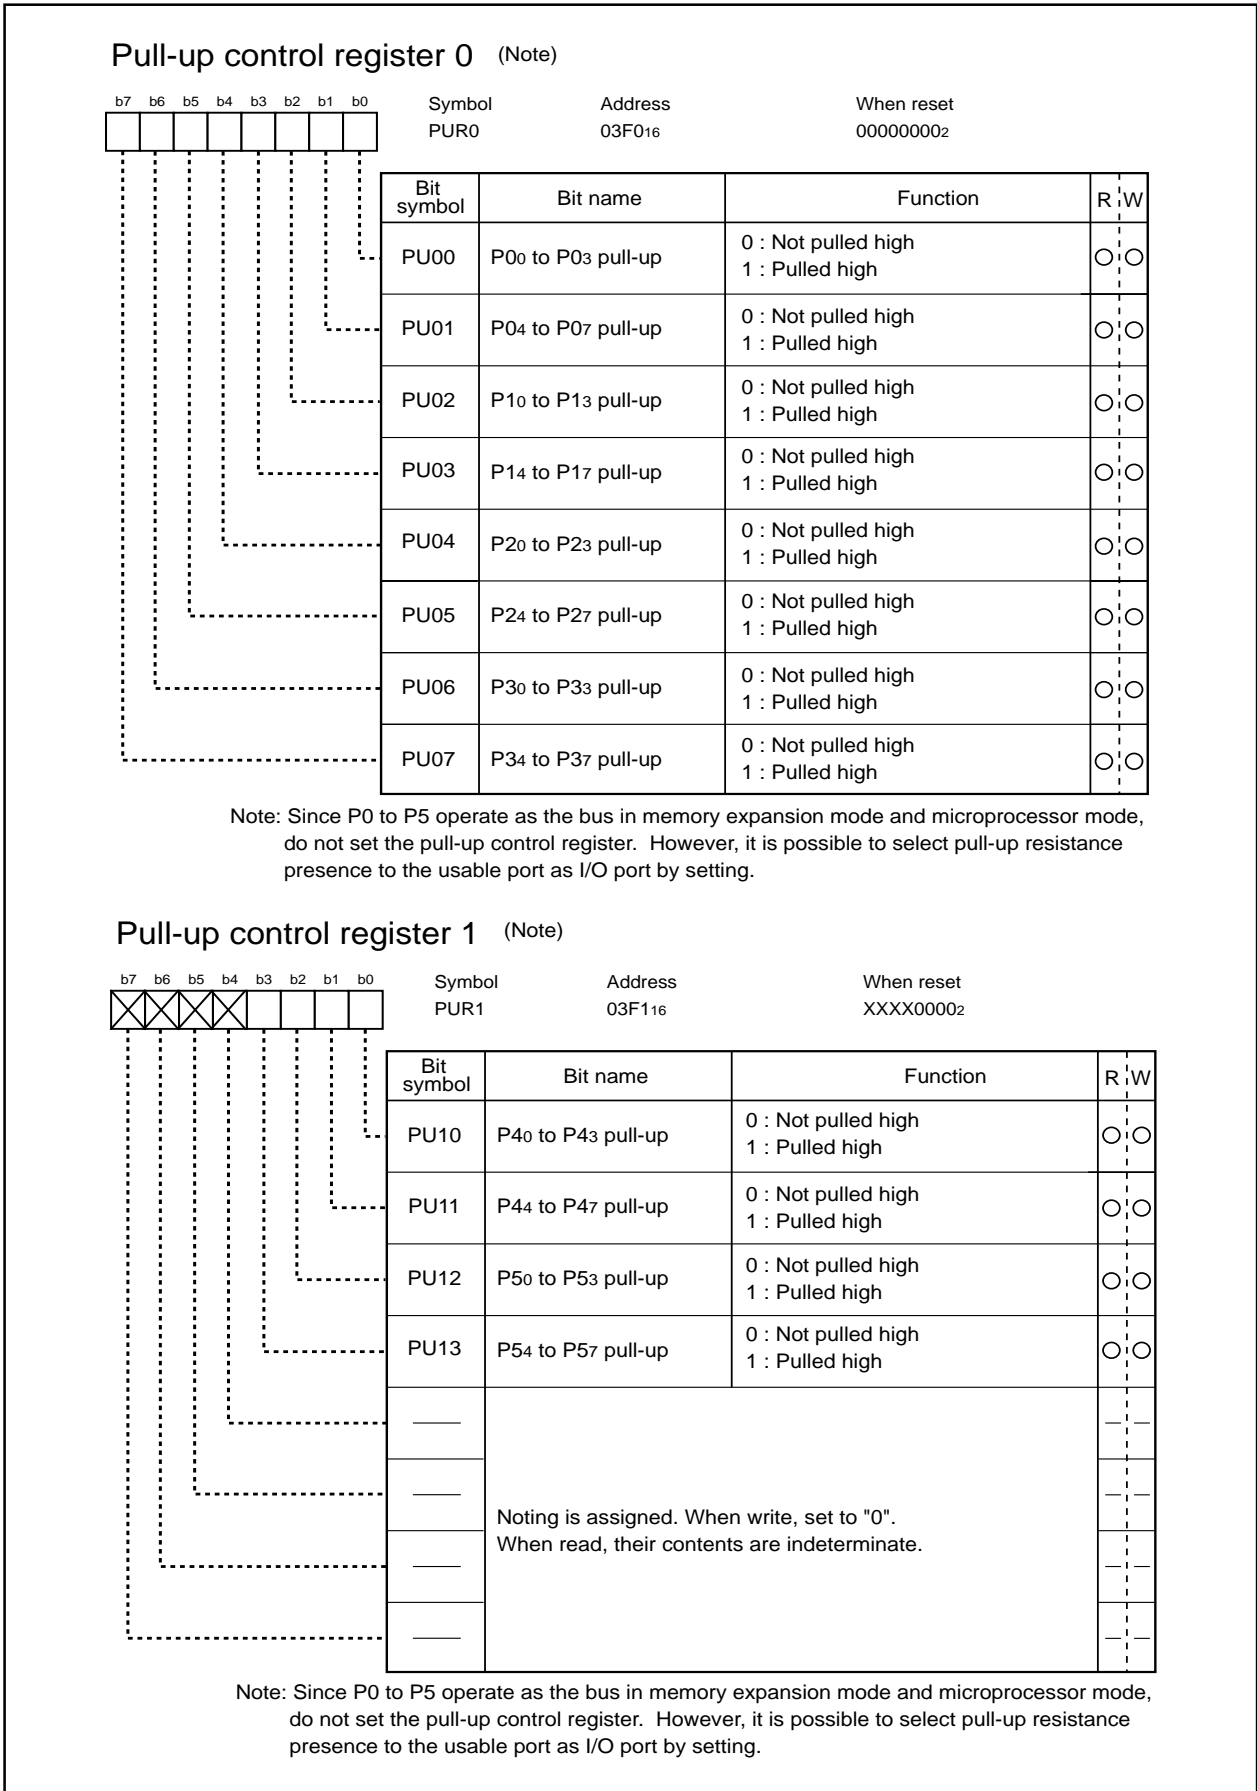 Pull-up control register 0 (Note)
b7 b6 b5 b4 b3 b2 b1 b0
Symbol Address When reset
PUR0 03F016 000000002
Bit symbol Bit name Function R W
PU00 P00 to P03 pull-up 0 : Not pulled high
1 : Pulled high
PU01 P04 to P07 pull-up 0 : Not pulled high
1 : Pulled high
PU02 P10 to P13 pull-up 0 : Not pulled high
1 : Pulled high
PU03 P14 to P17 pull-up 0 : Not pulled high
1 : Pulled high
PU04 P20 to P23 pull-up 0 : Not pulled high
1 : Pulled high
PU05 P24 to P27 pull-up 0 : Not pulled high
1 : Pulled high
PU06 P30 to P33 pull-up 0 : Not pulled high
1 : Pulled high
PU07 P34 to P37 pull-up 0 : Not pulled high
1 : Pulled high
Note: Since P0 to P5 operate as the bus in memory expansion mode and microprocessor mode,
do not set the pull-up control register. However, it is possible to select pull-up resistance
presence to the usable port as I/O port by setting.
Pull-up control register 1 (Note)
b7 b6 b5 b4 b3 b2 b1 b0
Symbol Address When reset
PUR1 03F116 XXXX00002
Bit symbol Bit name Function R W
PU10 P40 to P43 pull-up 0 : Not pulled high
1 : Pulled high
PU11 P44 to P47 pull-up 0 : Not pulled high
1 : Pulled high
PU12 P50 to P53 pull-up 0 : Not pulled high
1 : Pulled high
PU13 P54 to P57 pull-up 0 : Not pulled high
1 : Pulled high
Noting is assigned. When write, set to "0".
When read, their contents are indeterminate.
Note: Since P0 to P5 operate as the bus in memory expansion mode and microprocessor mode,
do not set the pull-up control register. However, it is possible to select pull-up resistance
presence to the usable port as I/O port by setting.